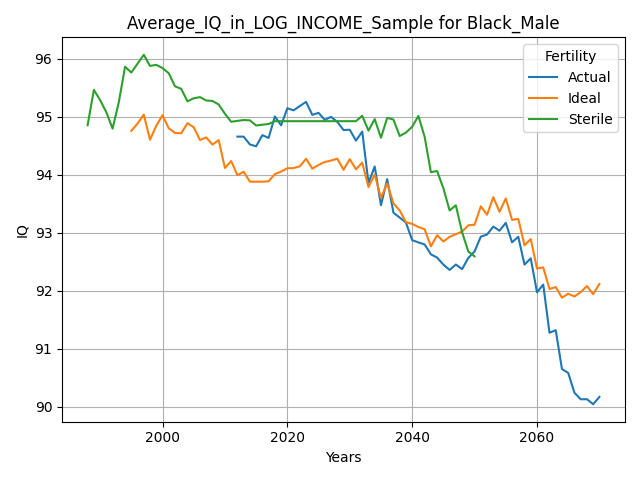 Average_IQ_in_LOG_INCOME_Sample for Black_Male
Fertility
Actual
Ideal
Sterile
IQ
96
95
94
93
92
91
90
2000
2020
2040
2060
Years